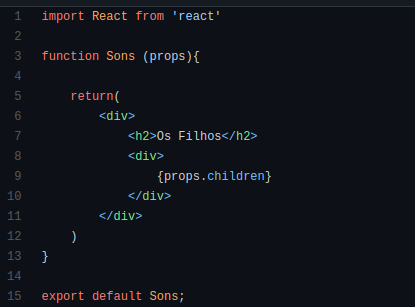 1 import React from 'react'
2
3 function Sons (props){
4
5     return(
6         <div>
7             <h2>Os Filhos</h2>
8             <div>
9                 {props.children}
10             </div>
11         </div>
12     )
13 }
14
15 export default Sons;